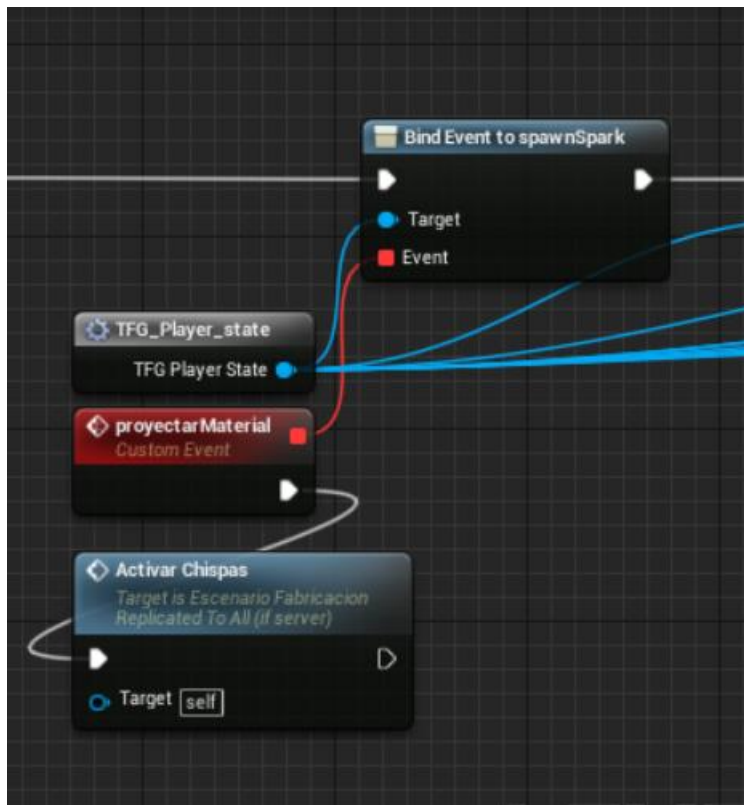 Bind Event to spawnSpark
Target
Event
TFG_Player_state
TFG Player State
proyectarMaterial
Custom Event
Activar Chispas
Target is Escenario Fabricacion
Replicated To All (if server)
Target self